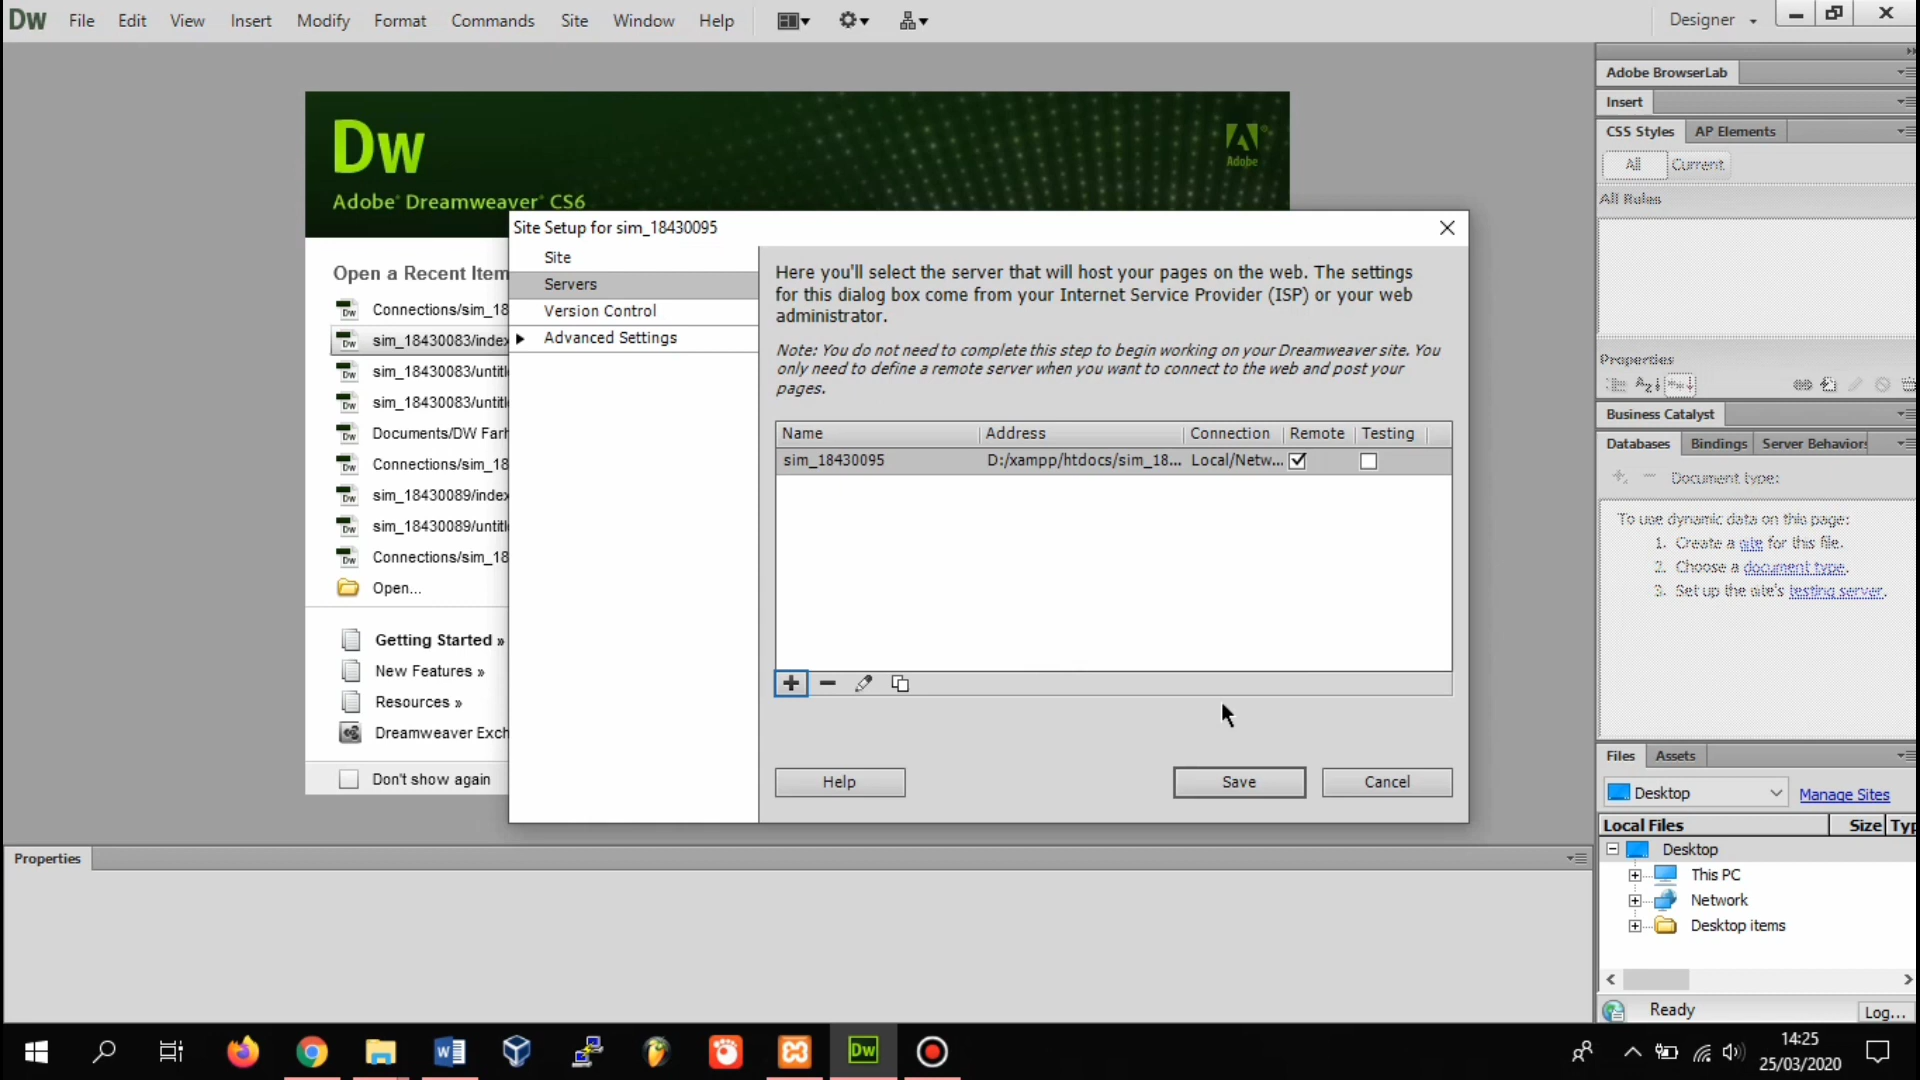 Dw File Edit View Insert Modify Format Commands Site Window Help Designer
Adobe BrowserLab
Insert
CSS Styles AP Elements
All Current
All Rules
Properties
Business Catalyst
Databases Bindings Server Behaviors
Document type:
To use dynamic data on this page:
1. Create a site for this file.
2. Choose a document type.
3. Set up the site's testing server.
Dw
Adobe
Adobe® Dreamweaver® CS6
Open a Recent Item
Connections/sim_18
sim_18430083/index
sim_18430083/untitl
sim_18430083/untitl
Documents/DW Farh
Connections/sim_18
sim_18430089/index
sim_18430089/untitl
Connections/sim_18
Open...
Getting Started »
New Features »
Resources »
Dreamweaver Exch
Don't show again
Site Setup for sim_18430095
Site
Servers
Version Control
Advanced Settings
Here you'll select the server that will host your pages on the web. The settings
for this dialog box come from your Internet Service Provider (ISP) or your web
administrator.
Note: You do not need to complete this step to begin working on your Dreamweaver site. You
only need to define a remote server when you want to connect to the web and post your
pages.
Name Address Connection Remote Testing
sim_18430095 D:/xampp/htdocs/sim_18... Local/Netw...
Help Save Cancel
Properties
Files Assets
Desktop Manage Sites
Local Files Size Typ
Desktop
This PC
Network
Desktop items
Ready Log...
Dw
14:25
25/03/2020